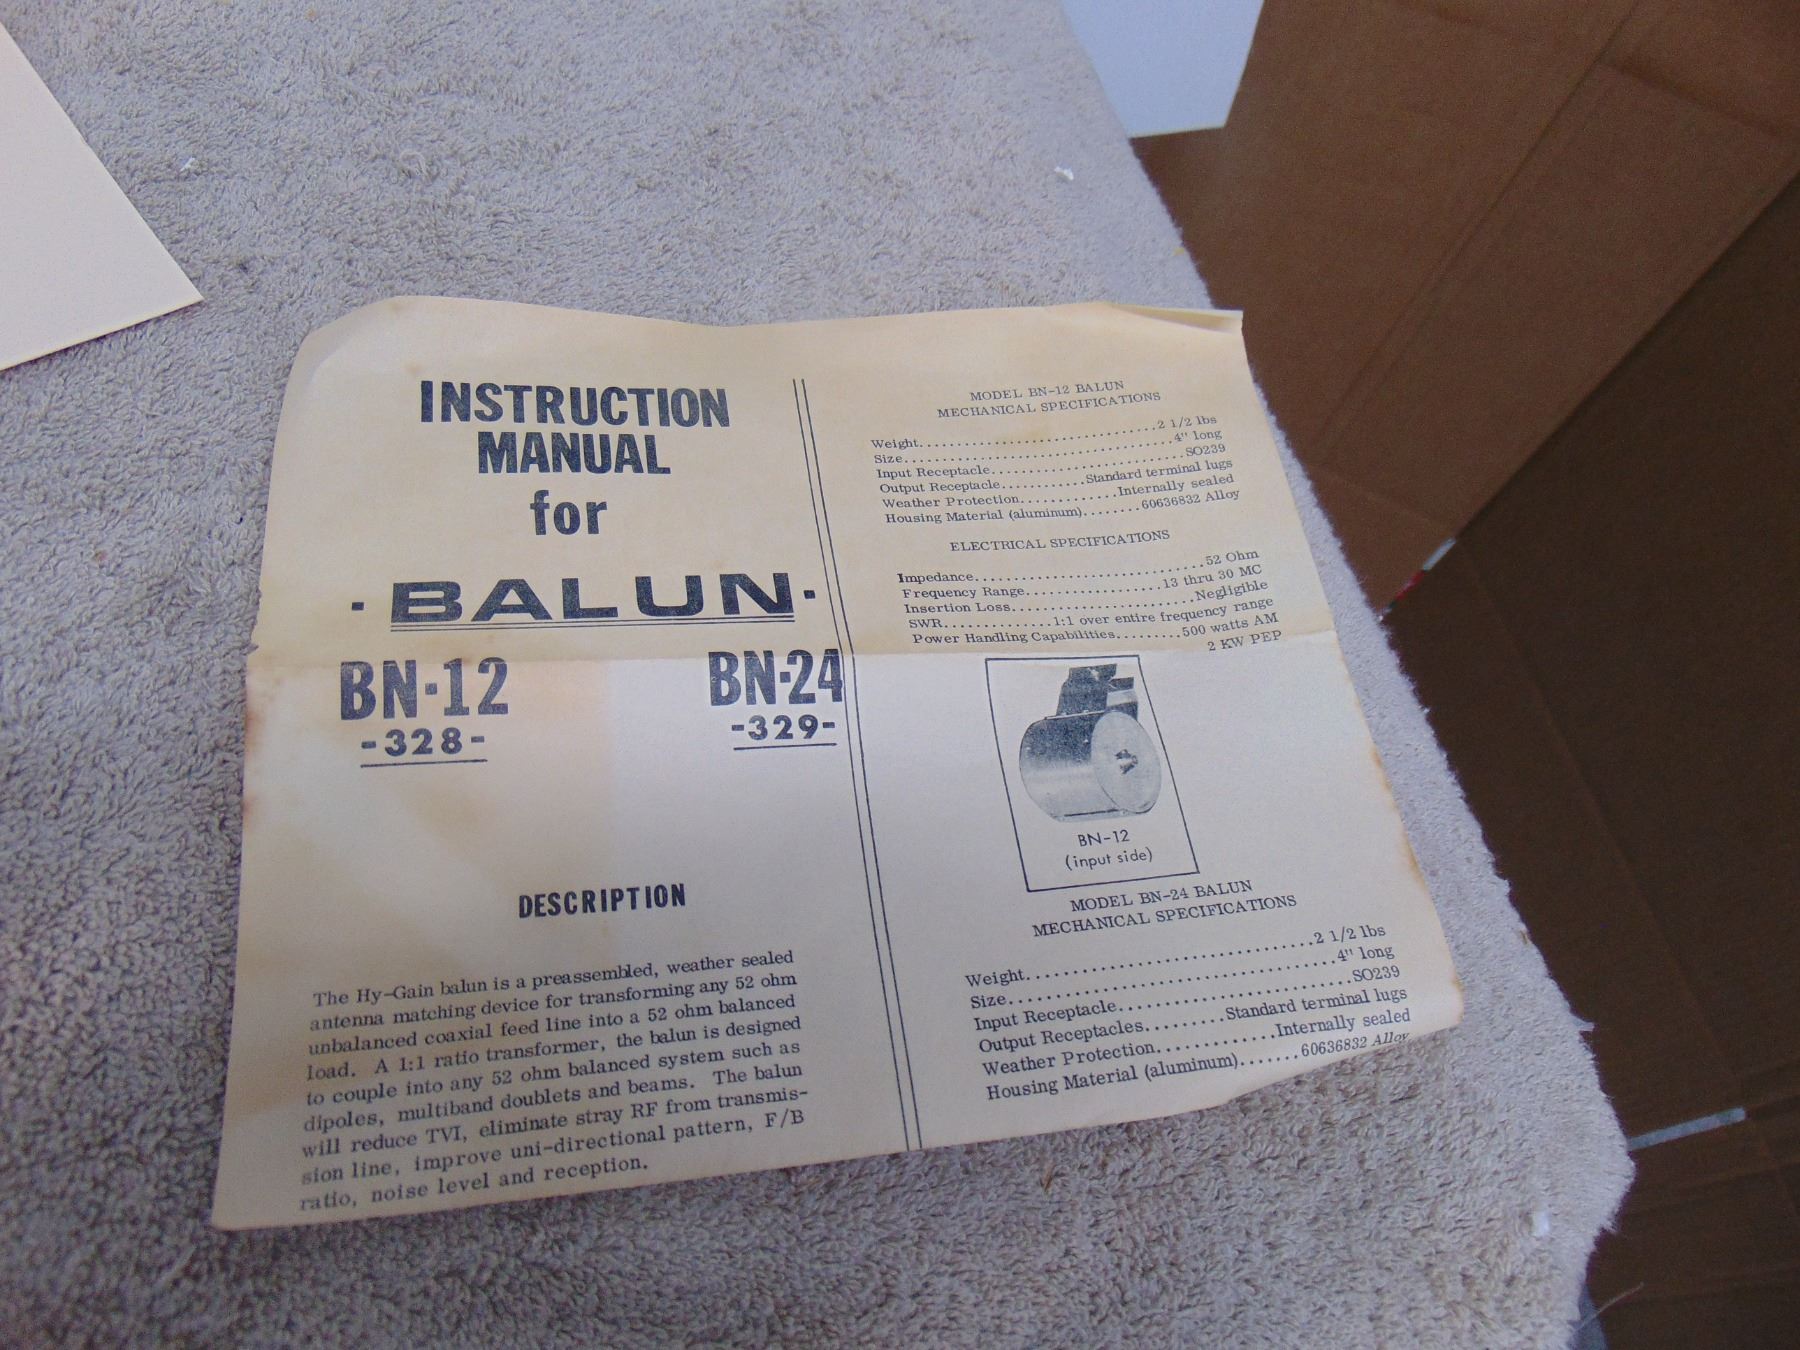 INSTRUCTION
MANUAL
for
·BALUN·
BN-12 BN-24
-328- -329-
DESCRIPTION
The Hy-Gain balun is a preassembled, weather sealed
antenna matching device for transforming any 52 ohm
unbalanced coaxial feed line into a 52 ohm balanced
load. A 1:1 ratio transformer, the balun is designed
to couple into any 52 ohm balanced system such as
dipoles, multiband doublets and beams. The balun
will reduce TVI, eliminate stray RF from transmis-
sion line, improve uni-directional pattern, F/B
ratio, noise level and reception.
MODEL BN-12 BALUN
MECHANICAL SPECIFICATIONS
Weight..............................2 1/2 lbs
Size..................................4" long
Input Receptacle.........................SO239
Output Receptacle...........Standard terminal lugs
Weather Protection.............Internally sealed
Housing Material (aluminum)........60636832 Alloy
ELECTRICAL SPECIFICATIONS
Impedance..............................52 Ohm
Frequency Range.................13 thru 30 MC
Insertion Loss.......................Negligible
SWR..............1:1 over entire frequency range
Power Handling Capabilities.........500 watts AM
2 KW PEP
BN-12
(input side)
MODEL BN-24 BALUN
MECHANICAL SPECIFICATIONS
Weight..............................2 1/2 lbs
Size..................................4" long
Input Receptacle.........................SO239
Output Receptacles.........Standard terminal lugs
Weather Protection.............Internally sealed
Housing Material (aluminum).......60636832 Alloy